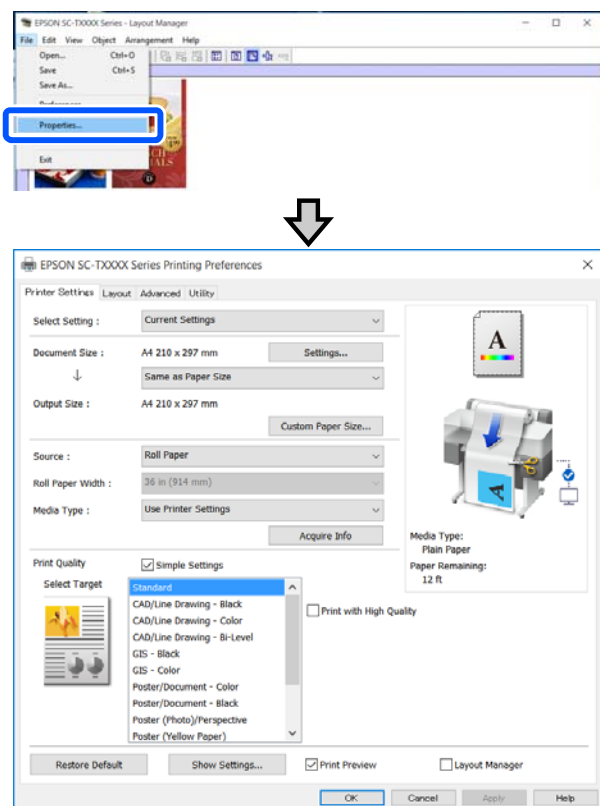 EPSON SC-TXXXX Series - Layout Manager
File Edit View Object Arrangement Help
Open... Ctrl+O
Save Ctrl+S
Save As...
Preferences...
Properties...
Exit
EPSON SC-TXXXX Series Printing Preferences
Printer Settings Layout Advanced Utility
Select Setting : Current Settings
Document Size : A4 210 x 297 mm Settings...
Same as Paper Size
Output Size : A4 210 x 297 mm
Custom Paper Size...
Source : Roll Paper
Roll Paper Width : 36 in (914 mm)
Media Type : Use Printer Settings
Acquire Info
A
A
Media Type:
Plain Paper
Paper Remaining:
12 ft
Print Quality Simple Settings
Select Target
Standard
CAD/Line Drawing - Black
CAD/Line Drawing - Color
CAD/Line Drawing - Bi-Level
GIS - Black
GIS - Color
Poster/Document - Color
Poster/Document - Black
Poster (Photo)/Perspective
Poster (Yellow Paper)
Print with High Quality
Restore Default Show Settings... Print Preview Layout Manager
OK Cancel Apply Help